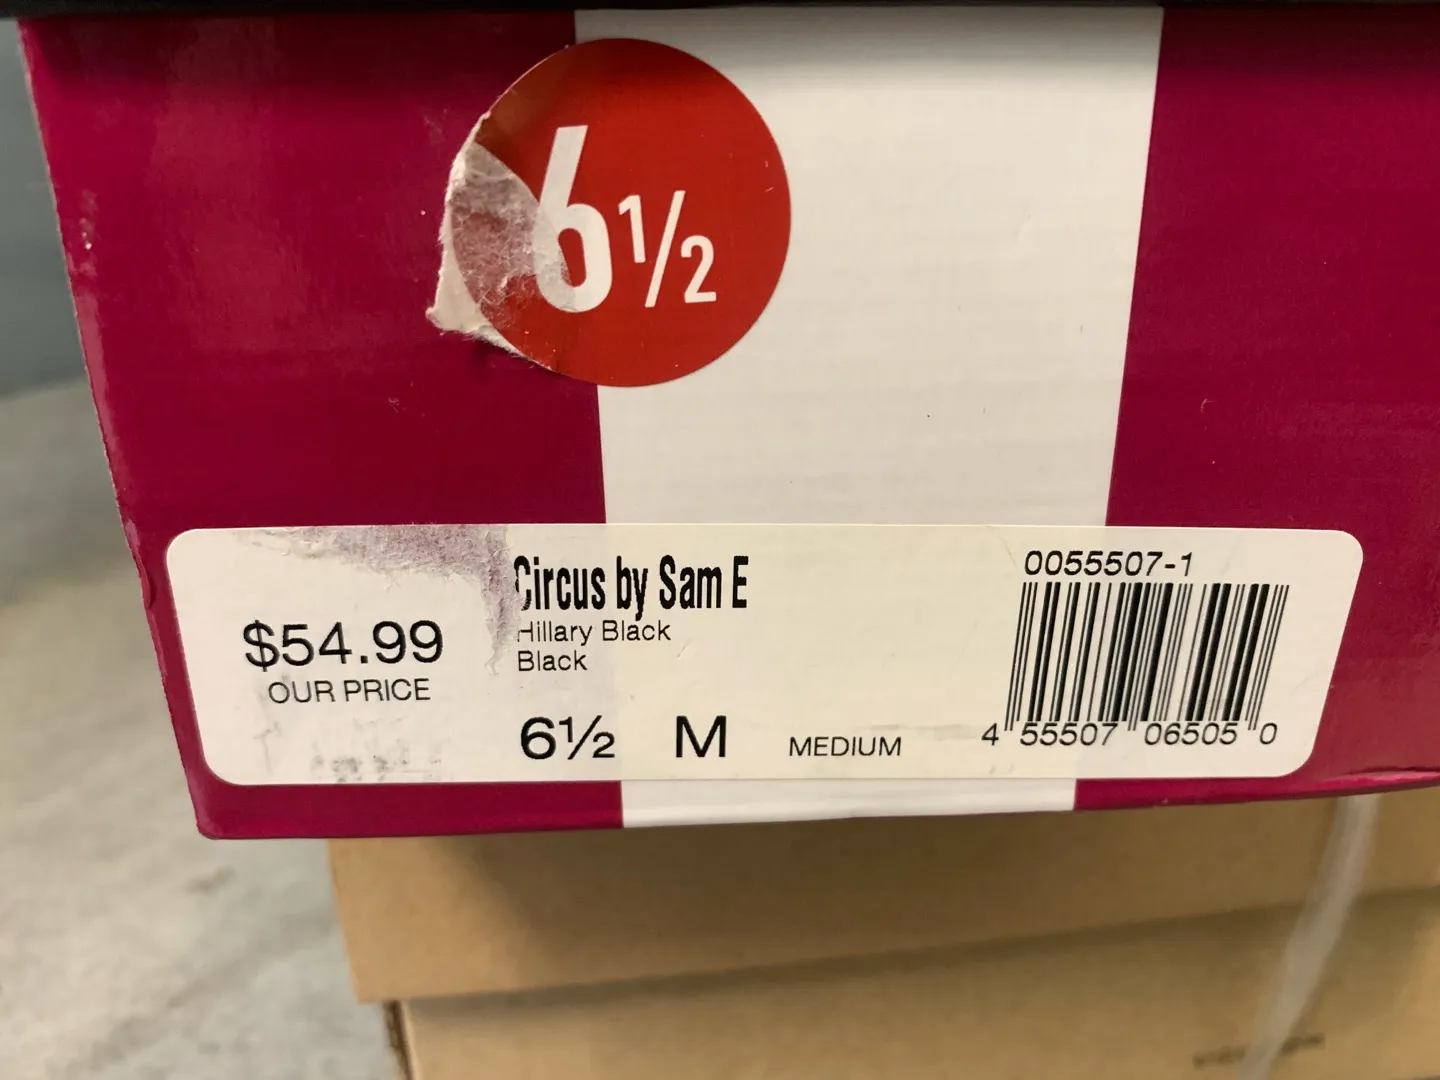 6½
Circus by Sam E
Hillary Black
Black
$54.99
OUR PRICE
6½ M MEDIUM
0055507-1
4 55507 06505 0